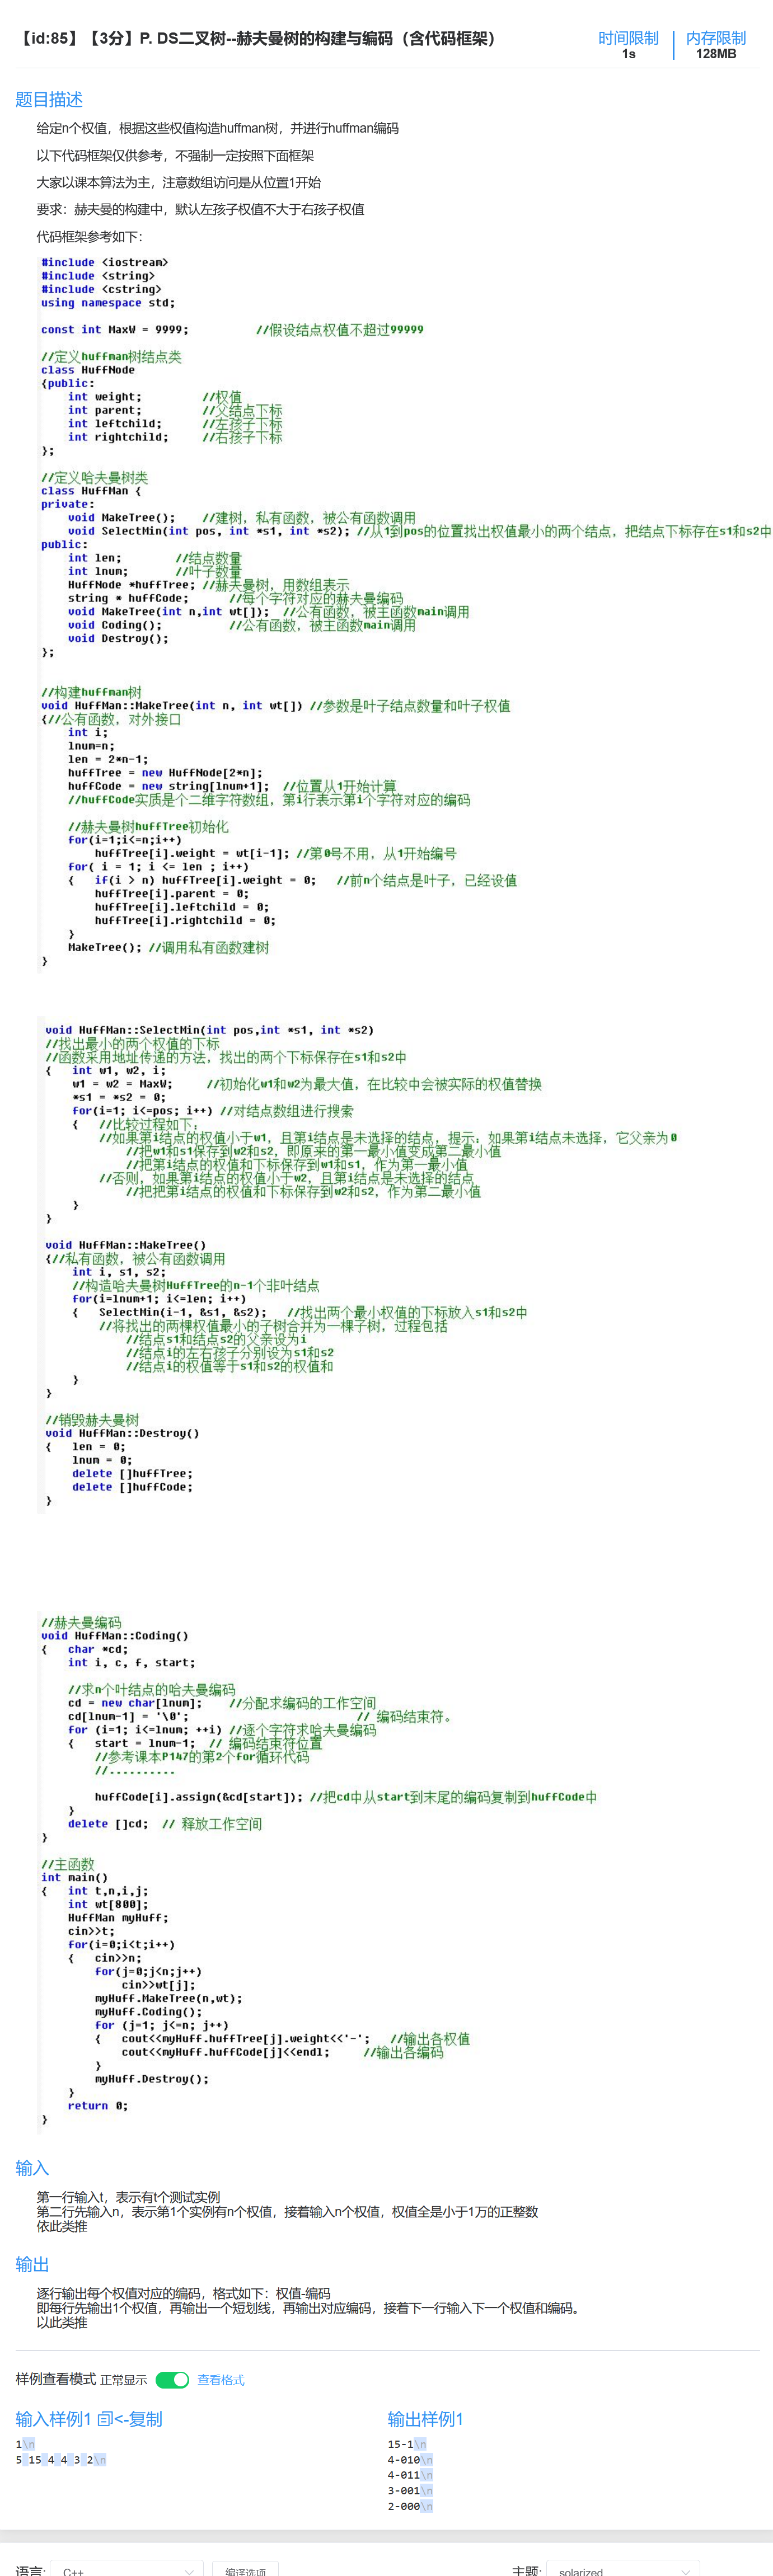 【id:85】【3分】P. DS二叉树--赫夫曼树的构建与编码（含代码框架）
时间限制
1s
内存限制
128MB
题目描述
给定n个权值，根据这些权值构造huffman树，并进行huffman编码
以下代码框架仅供参考，不强制一定按照下面框架
大家以课本算法为主，注意数组访问是从位置1开始
要求：赫夫曼的构建中，默认左孩子权值不大于右孩子权值
代码框架参考如下：
#include <iostream>
#include <string>
#include <cstring>
using namespace std;
const int MaxW = 9999; //假设结点权值不超过99999
//定义huffman树结点类
class HuffNode
{public:
int weight; //权值
int parent; //父结点下标
int leftchild; //左孩子下标
int rightchild; //右孩子下标
};
//定义哈夫曼树类
class HuffMan {
private:
void MakeTree(); //建树，私有函数，被公有函数调用
void SelectMin(int pos, int *s1, int *s2); //从1到pos的位置找出权值最小的两个结点，把结点下标存在s1和s2中
public:
int len; //结点数量
int lnum; //叶子数量
HuffNode *huffTree; //赫夫曼树，用数组表示
string * huffCode; //每个字符对应的赫夫曼编码
void MakeTree(int n,int wt[]); //公有函数，被主函数main调用
void Coding(); //公有函数，被主函数main调用
void Destroy();
};
//构建huffman树
void HuffMan::MakeTree(int n, int wt[]) //参数是叶子结点数量和叶子权值
{//公有函数，对外接口
int i;
lnum=n;
len = 2*n-1;
huffTree = new HuffNode[2*n];
huffCode = new string[lnum+1]; //位置从1开始计算
//huffCode实质是个二维字符数组，第i行表示第i个字符对应的编码
//赫夫曼树huffTree初始化
for(i=1;i<=n;i++)
huffTree[i].weight = wt[i-1]; //第0号不用，从1开始编号
for( i = 1; i <= len ; i++)
{ if(i > n) huffTree[i].weight = 0; //前n个结点是叶子，已经设值
huffTree[i].parent = 0;
huffTree[i].leftchild = 0;
huffTree[i].rightchild = 0;
}
MakeTree(); //调用私有函数建树
}
void HuffMan::SelectMin(int pos,int *s1, int *s2)
//找出最小的两个权值的下标
//函数采用地址传递的方法，找出的两个下标保存在s1和s2中
{ int w1, w2, i;
w1 = w2 = MaxW; //初始化w1和w2为最大值，在比较中会被实际的权值替换
*s1 = *s2 = 0;
for(i=1; i<=pos; i++) //对结点数组进行搜索
{ //比较过程如下：
//如果第i结点的权值小于w1，且第i结点是未选择的结点，提示：如果第i结点未选择，它父亲为0
//把w1和s1保存到w2和s2，即原来的第一最小值变成第二最小值
//把第i结点的权值和下标保存到w1和s1，作为第一最小值
//否则，如果第i结点的权值小于w2，且第i结点是未选择的结点
//把把第i结点的权值和下标保存到w2和s2，作为第二最小值
}
}
void HuffMan::MakeTree()
{//私有函数，被公有函数调用
int i, s1, s2;
//构造哈夫曼树HuffTree的n-1个非叶结点
for(i=lnum+1; i<=len; i++)
{ SelectMin(i-1, &s1, &s2); //找出两个最小权值的下标放入s1和s2中
//将找出的两棵权值最小的子树合并为一棵子树，过程包括
//结点s1和结点s2的父亲设为i
//结点i的左右孩子分别设为s1和s2
//结点i的权值等于s1和s2的权值和
}
}
//销毁赫夫曼树
void HuffMan::Destroy()
{ len = 0;
lnum = 0;
delete []huffTree;
delete []huffCode;
}
//赫夫曼编码
void HuffMan::Coding()
{ char *cd;
int i, c, f, start;
//求n个叶结点的哈夫曼编码
cd = new char[lnum]; //分配求编码的工作空间
cd[lnum-1] = '\0'; // 编码结束符。
for (i=1; i<=lnum; ++i) //逐个字符求哈夫曼编码
{ start = lnum-1; // 编码结束符位置
//参考课本P147的第2个for循环代码
//..........
huffCode[i].assign(&cd[start]); //把cd中从start到末尾的编码复制到huffCode中
}
delete []cd; // 释放工作空间
}
//主函数
int main()
{ int t,n,i,j;
int wt[800];
HuffMan myHuff;
cin>>t;
for(i=0;i<t;i++)
{ cin>>n;
for(j=0;j<n;j++)
cin>>wt[j];
myHuff.MakeTree(n,wt);
myHuff.Coding();
for (j=1; j<=n; j++)
{ cout<<myHuff.huffTree[j].weight<<'-'; //输出各权值
cout<<myHuff.huffCode[j]<<endl; //输出各编码
}
myHuff.Destroy();
}
return 0;
}
输入
第一行输入t，表示有t个测试实例
第二行先输入n，表示第1个实例有n个权值，接着输入n个权值，权值全是小于1万的正整数
依此类推
输出
逐行输出每个权值对应的编码，格式如下：权值-编码
即每行先输出1个权值，再输出一个短划线，再输出对应编码，接着下一行输入下一个权值和编码。
以此类推
样例查看模式 正常显示 查看格式
输入样例1 <-复制
1\n
5 15 4 4 3 2\n
输出样例1
15-1\n
4-010\n
4-011\n
3-001\n
2-000\n
语言: C++ 编译选项
主题: solarized